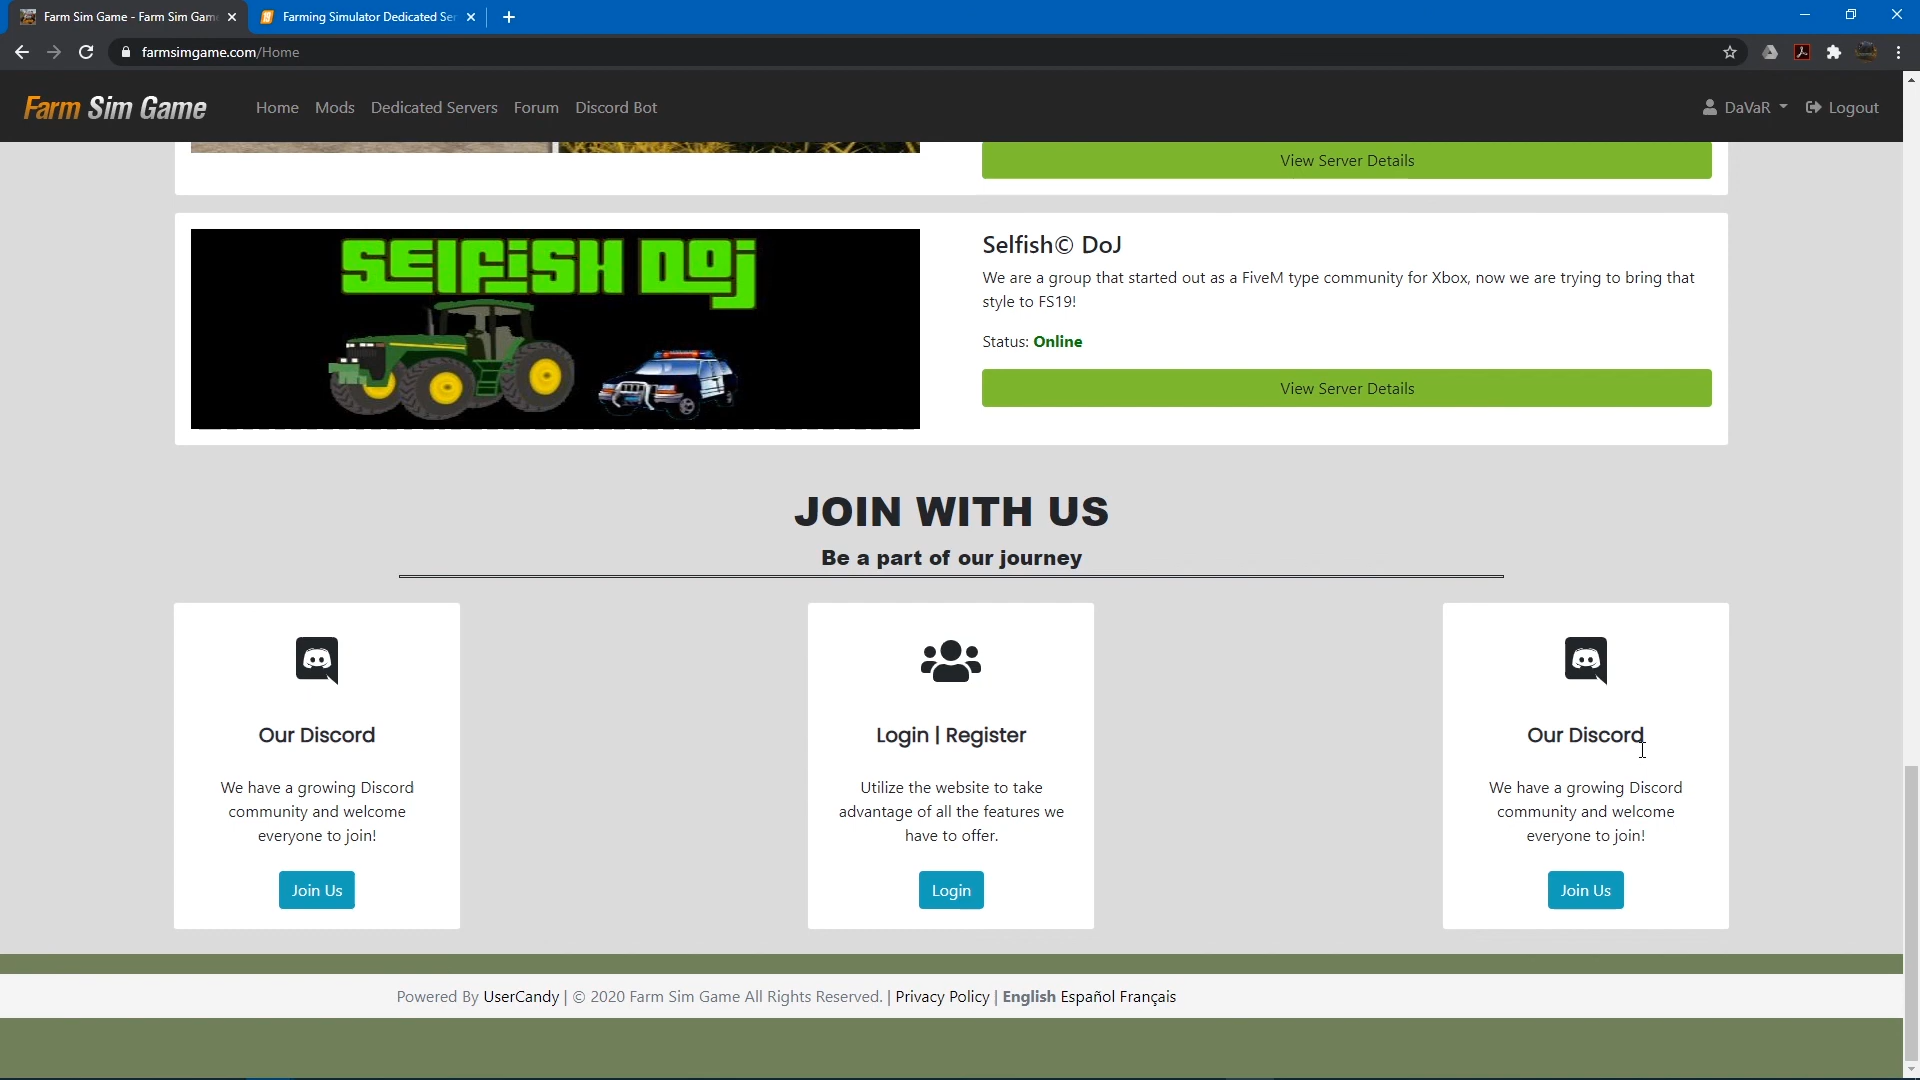 Farm Sim Game - Farm Sim Gam
Farming Simulator Dedicated Ser
farmsimgame.com/Home
Farm Sim Game
Home
Mods
Dedicated Servers
Forum
Discord Bot
DaVaR
Logout
View Server Details
SELFISH DOJ
Selfish© DoJ
We are a group that started out as a FiveM type community for Xbox, now we are trying to bring that
style to FS19!
Status: Online
View Server Details
JOIN WITH US
Be a part of our journey
Our Discord
We have a growing Discord
community and welcome
everyone to join!
Join Us
Login | Register
Utilize the website to take
advantage of all the features we
have to offer.
Login
Our Discord
We have a growing Discord
community and welcome
everyone to join!
Join Us
Powered By UserCandy | © 2020 Farm Sim Game All Rights Reserved. | Privacy Policy | English Español Français